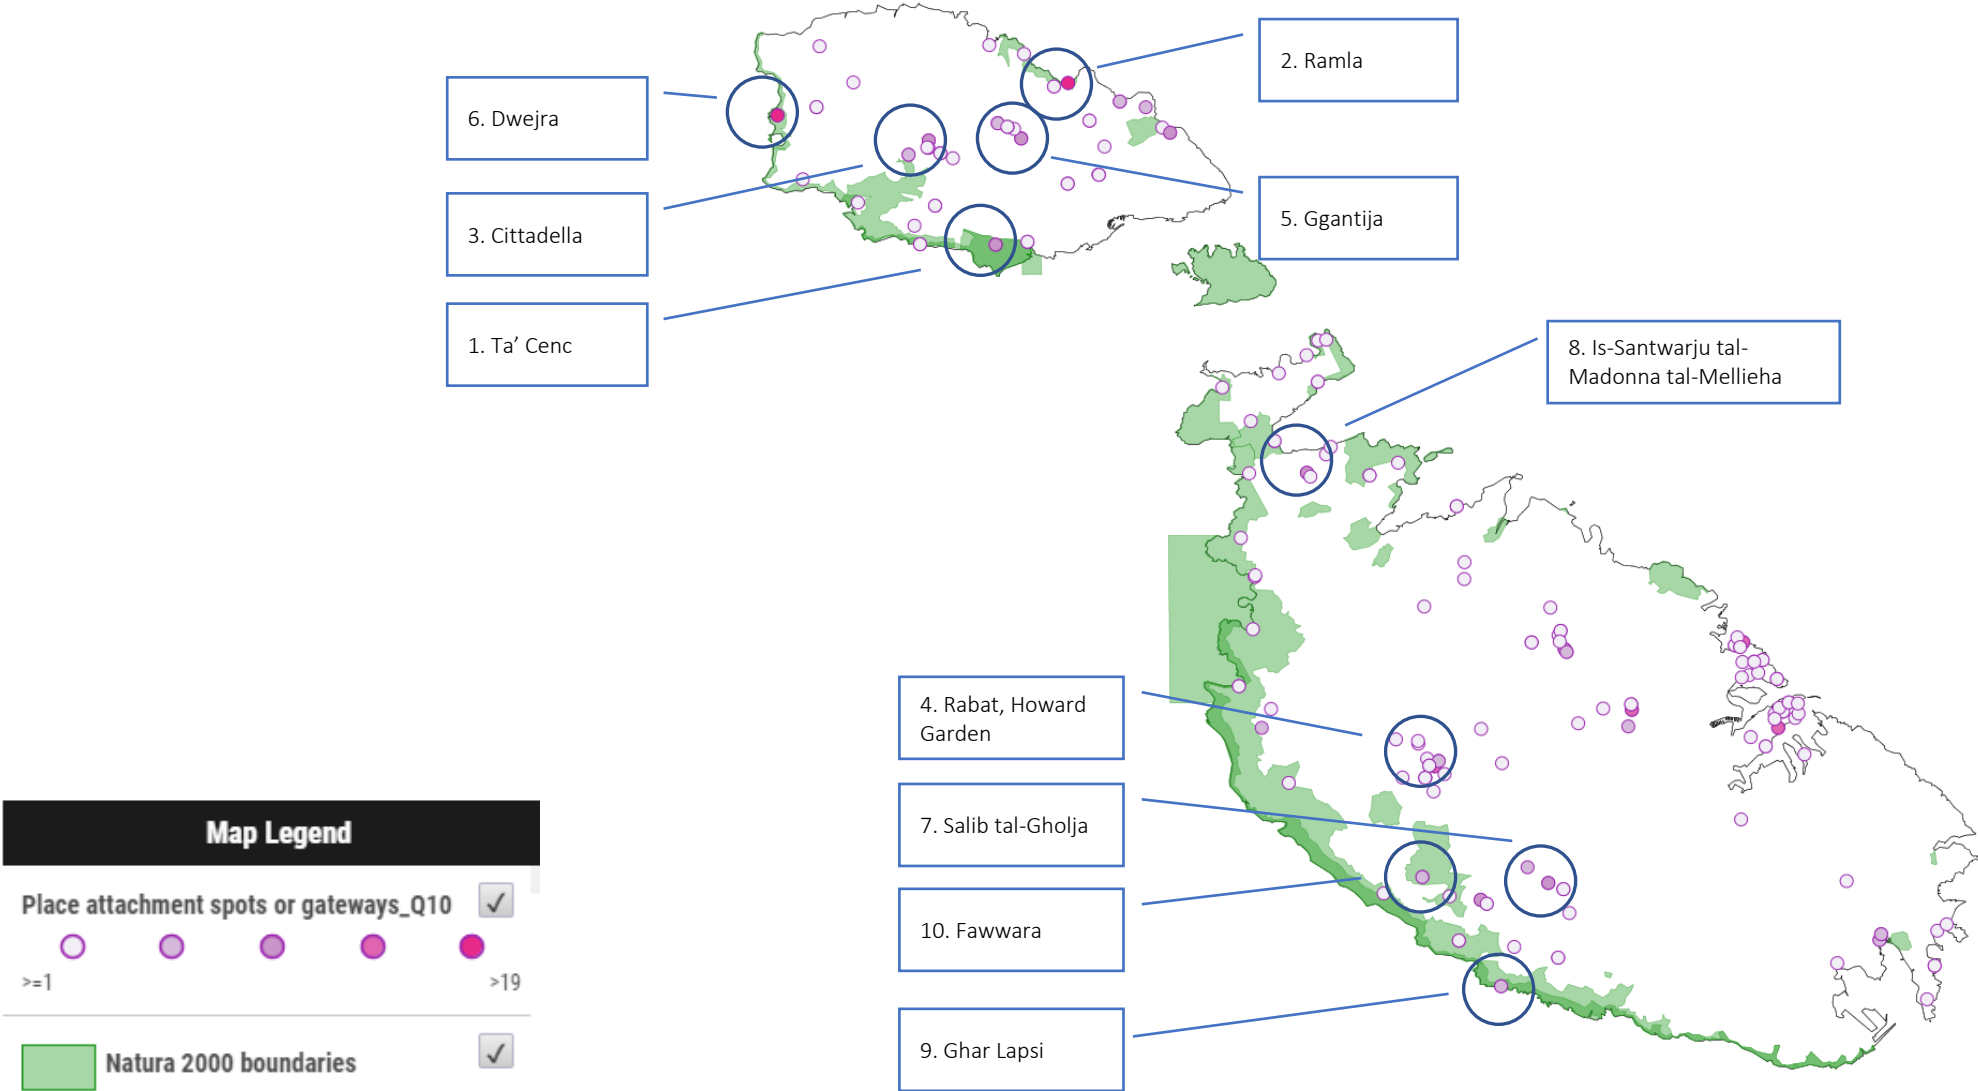 2. Ramla
6. Dwejra
5. Ggantija
3. Cittadella
1. Ta’ Cenc
8. Is-Santwarju tal-
Madonna tal-Mellieha
4. Rabat, Howard
Garden
7. Salib tal-Gholja
10. Fawwara
9. Ghar Lapsi
Map Legend
Place attachment spots or gateways_Q10
>=1
>19
Natura 2000 boundaries